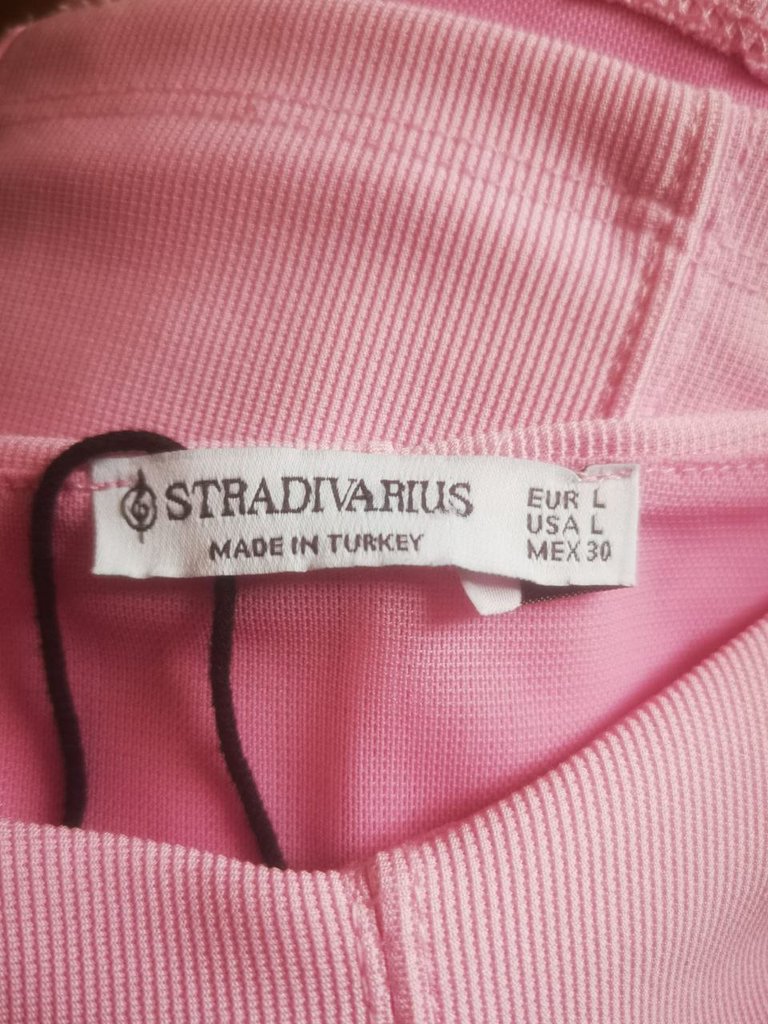 STRADIVARIUS
MADE IN TURKEY
EUR L
USA L
MEX 30